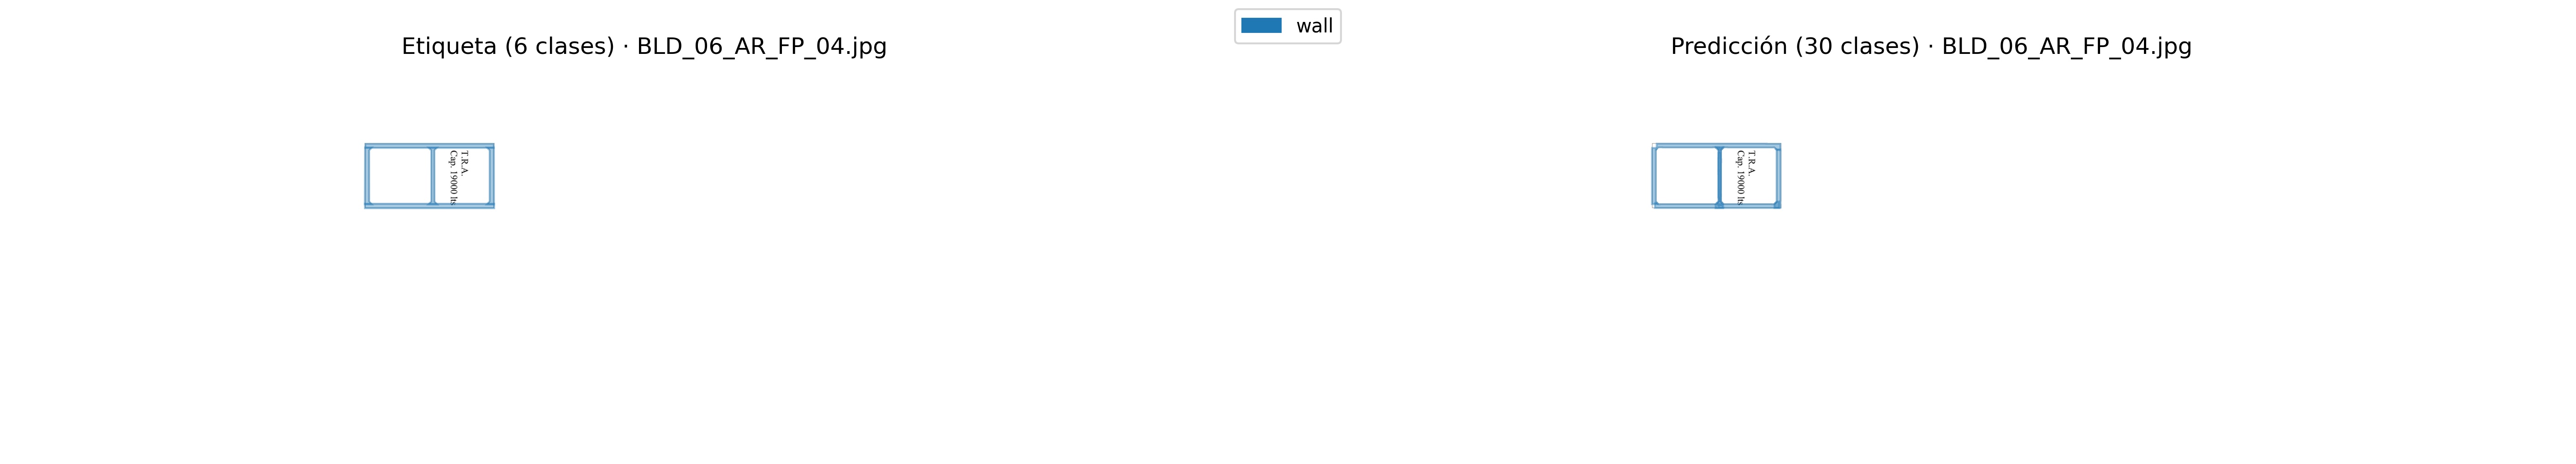 wall
Etiqueta (6 clases) · BLD_06_AR_FP_04.jpg
T.R.A.
Cap. 19000 lts
Predicción (30 clases) · BLD_06_AR_FP_04.jpg
T.R.A.
Cap. 19000 lts